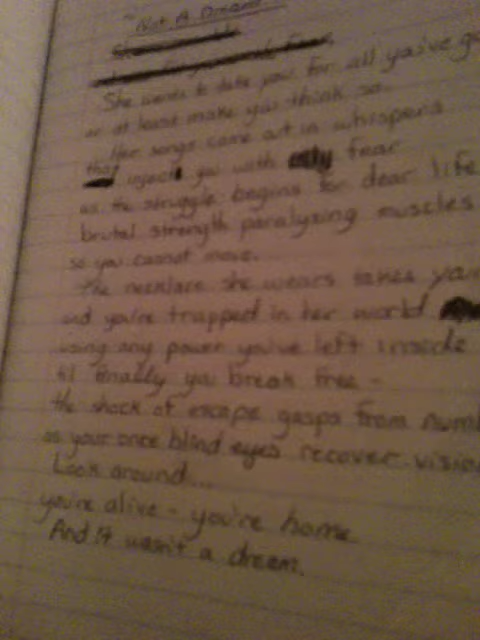 "Not A Dream"
She wants to take you for all you've go
or at least make you think so.
Her songs come out in whispers
that inject you with fear
as the struggle begins for dear life
brutal strength paralyzing muscles
so you cannot move.
The necklace she wears takes you
and you're trapped in her world
using any power you've left inside
til finally you break free -
the shock of escape gasps from numb
as your once blind eyes recover vision
Look around...
you're alive - you're home.
And it wasn't a dream.